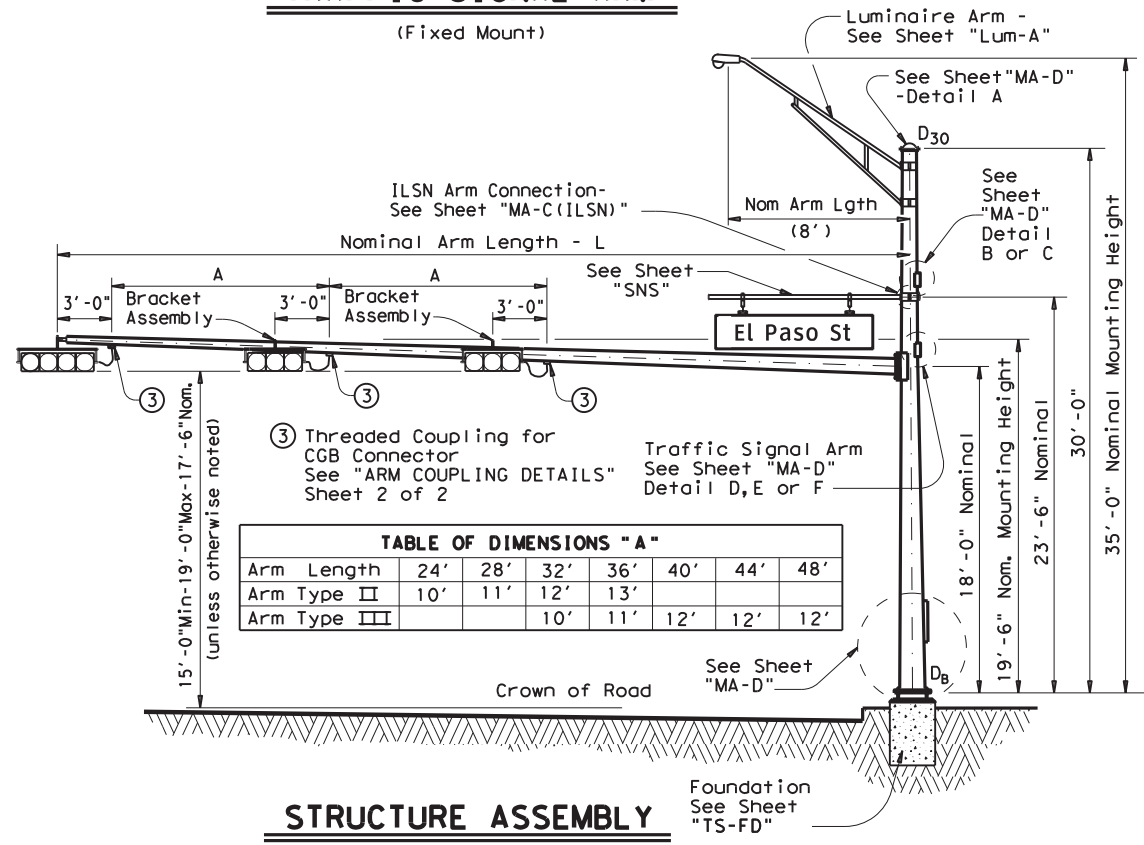 (Fixed Mount)
Luminaire Arm -
See Sheet "Lum-A"
See Sheet"MA-D"
-Detail A
D30
See
Sheet
"MA-D"
Detail
B or C
ILSN Arm Connection-
See Sheet "MA-C(ILSN)"
Nom Arm Lgth
(8')
Nominal Arm Length - L
See Sheet
"SNS"
A
A
3'-0"
Bracket
Assembly
3'-0"
Bracket
Assembly
3'-0"
El Paso St
3
3
3
3 Threaded Coupling for
CGB Connector
See "ARM COUPLING DETAILS"
Sheet 2 of 2
Traffic Signal Arm
See Sheet "MA-D"
Detail D,E or F
15'-0"Min-19'-0"Max-17'-6"Nom.
(unless otherwise noted)
18'-0" Nominal
19'-6" Nom. Mounting Height
23'-6" Nominal
30'-0"
35'-0" Nominal Mounting Height
TABLE OF DIMENSIONS "A"
Arm Length 24' 28' 32' 36' 40' 44' 48'
Arm Type II 10' 11' 12' 13'
Arm Type III 10' 11' 12' 12' 12'
See Sheet
"MA-D"
DB
Crown of Road
Foundation
See Sheet
"TS-FD"
STRUCTURE ASSEMBLY